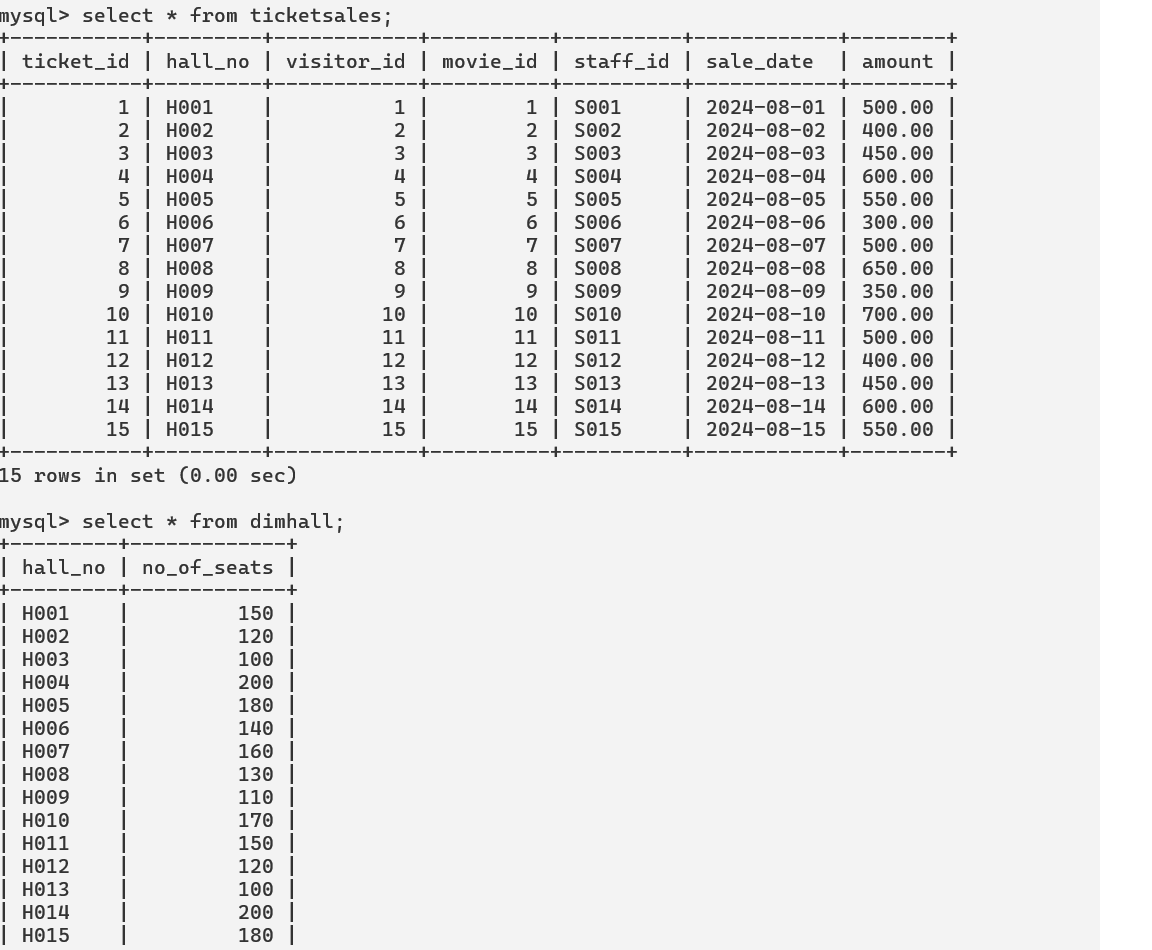 mysql> select * from ticketsales;
+-----------+---------+------------+----------+----------+------------+--------+
| ticket_id | hall_no | visitor_id | movie_id | staff_id | sale_date  | amount |
+-----------+---------+------------+----------+----------+------------+--------+
|         1 | H001    |          1 |        1 | S001     | 2024-08-01 | 500.00 |
|         2 | H002    |          2 |        2 | S002     | 2024-08-02 | 400.00 |
|         3 | H003    |          3 |        3 | S003     | 2024-08-03 | 450.00 |
|         4 | H004    |          4 |        4 | S004     | 2024-08-04 | 600.00 |
|         5 | H005    |          5 |        5 | S005     | 2024-08-05 | 550.00 |
|         6 | H006    |          6 |        6 | S006     | 2024-08-06 | 300.00 |
|         7 | H007    |          7 |        7 | S007     | 2024-08-07 | 500.00 |
|         8 | H008    |          8 |        8 | S008     | 2024-08-08 | 650.00 |
|         9 | H009    |          9 |        9 | S009     | 2024-08-09 | 350.00 |
|        10 | H010    |         10 |       10 | S010     | 2024-08-10 | 700.00 |
|        11 | H011    |         11 |       11 | S011     | 2024-08-11 | 500.00 |
|        12 | H012    |         12 |       12 | S012     | 2024-08-12 | 400.00 |
|        13 | H013    |         13 |       13 | S013     | 2024-08-13 | 450.00 |
|        14 | H014    |         14 |       14 | S014     | 2024-08-14 | 600.00 |
|        15 | H015    |         15 |       15 | S015     | 2024-08-15 | 550.00 |
+-----------+---------+------------+----------+----------+------------+--------+
15 rows in set (0.00 sec)

mysql> select * from dimhall;
+---------+-------------+
| hall_no | no_of_seats |
+---------+-------------+
| H001    |         150 |
| H002    |         120 |
| H003    |         100 |
| H004    |         200 |
| H005    |         180 |
| H006    |         140 |
| H007    |         160 |
| H008    |         130 |
| H009    |         110 |
| H010    |         170 |
| H011    |         150 |
| H012    |         120 |
| H013    |         100 |
| H014    |         200 |
| H015    |         180 |